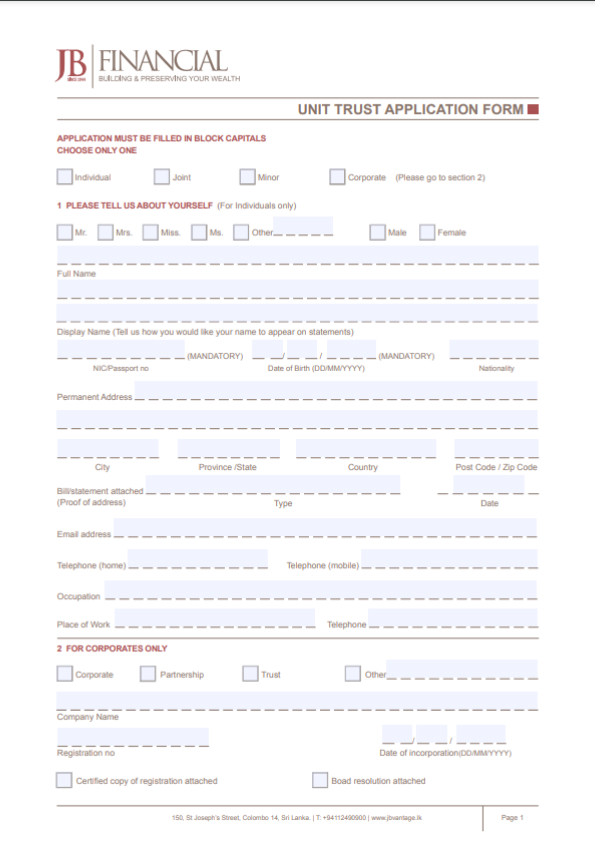 JB FINANCIAL
SINCE 1994
BUILDING & PRESERVING YOUR WEALTH
UNIT TRUST APPLICATION FORM
APPLICATION MUST BE FILLED IN BLOCK CAPITALS
CHOOSE ONLY ONE
Individual Joint Minor Corporate (Please go to section 2)
1 PLEASE TELL US ABOUT YOURSELF (For Individuals only)
Mr. Mrs. Miss. Ms. Other Male Female
Full Name
Display Name (Tell us how you would like your name to appear on statements)
(MANDATORY) / / (MANDATORY)
NIC/Passport no Date of Birth (DD/MM/YYYY) Nationality
Permanent Address
City Province /State Country Post Code / Zip Code
Bill/statement attached
(Proof of address) Type Date
Email address
Telephone (home) Telephone (mobile)
Occupation
Place of Work Telephone
2 FOR CORPORATES ONLY
Corporate Partnership Trust Other
Company Name
/ /
Registration no Date of incorporation(DD/MM/YYYY)
Certified copy of registration attached Boad resolution attached
150, St Joseph's Street, Colombo 14, Sri Lanka. | T: +94112490900 | www.jbvantage.lk Page 1